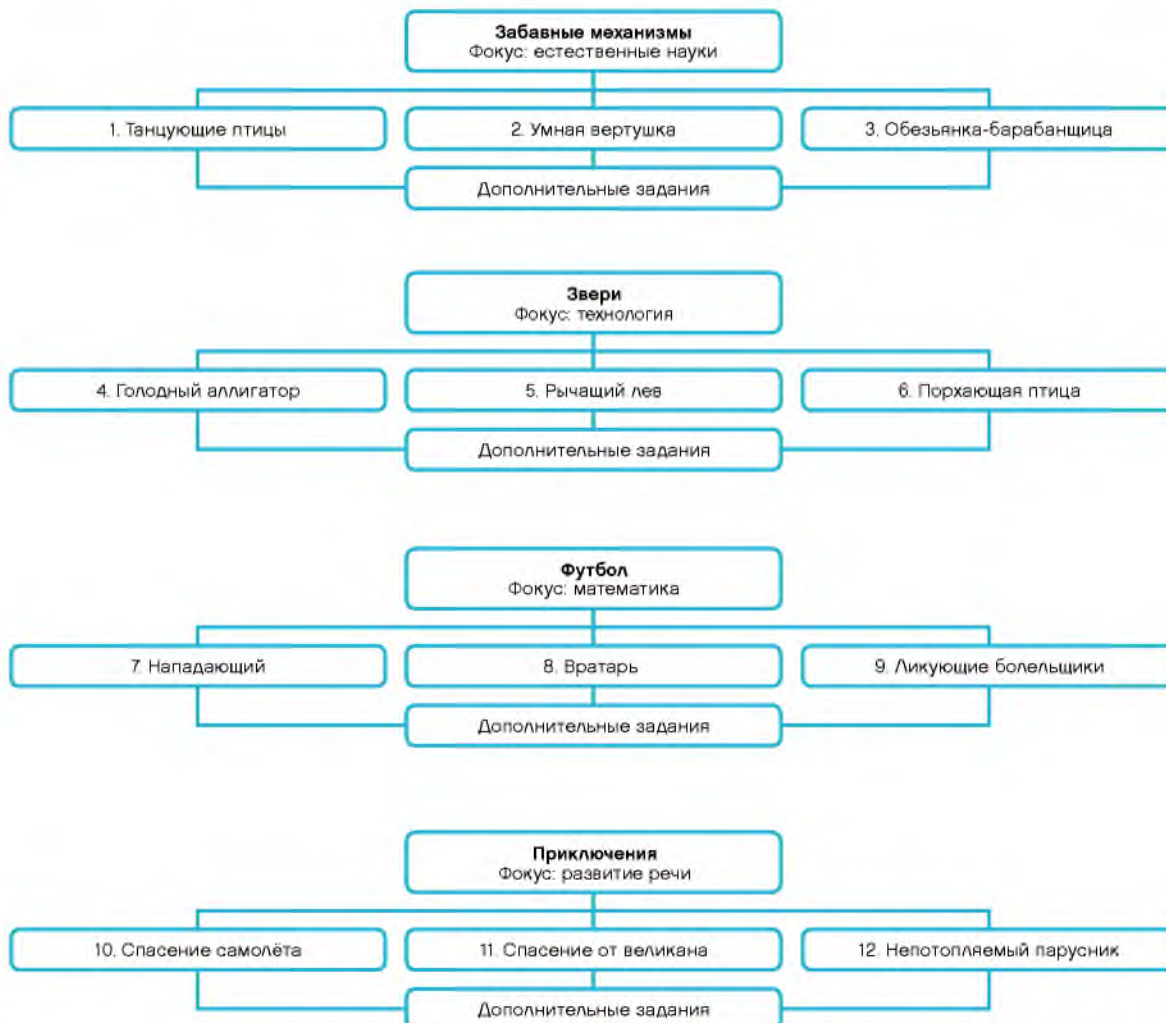 Забавные механизмы
Фокус: естественные науки
1. Танцующие птицы
2. Умная вертушка
3. Обезьянка-барабанщица
Дополнительные задания
Звери
Фокус: технология
4. Голодный аллигатор
5. Рычащий лев
6. Порхающая птица
Дополнительные задания
Футбол
Фокус: математика
7. Нападающий
8. Вратарь
9. Ликующие болельщики
Дополнительные задания
Приключения
Фокус: развитие речи
10. Спасение самолёта
11. Спасение от великана
12. Непотопляемый парусник
Дополнительные задания